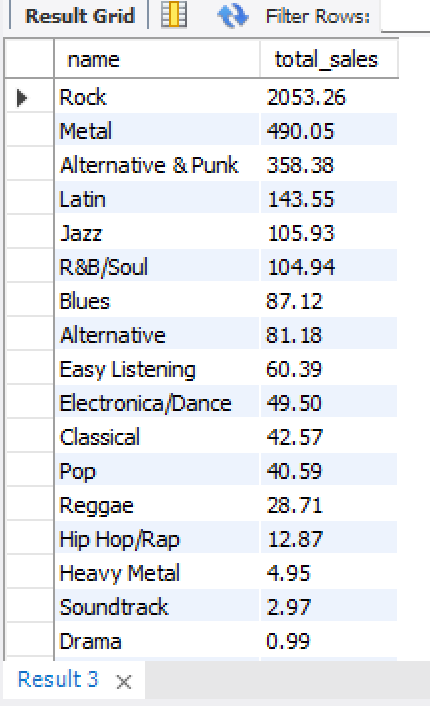 Result Grid Filter Rows:
name total_sales
Rock 2053.26
Metal 490.05
Alternative & Punk 358.38
Latin 143.55
Jazz 105.93
R&B/Soul 104.94
Blues 87.12
Alternative 81.18
Easy Listening 60.39
Electronica/Dance 49.50
Classical 42.57
Pop 40.59
Reggae 28.71
Hip Hop/Rap 12.87
Heavy Metal 4.95
Soundtrack 2.97
Drama 0.99
Result 3 ×